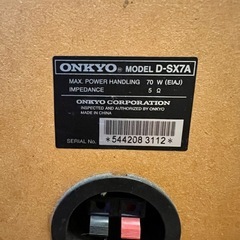 ONKYO® MODEL D-SX7A
MAX. POWER HANDLING 70 W (EIAJ)
IMPEDANCE 5 Ω
ONKYO CORPORATION
INSPECTED AND AUTHORIZED BY ONKYO
MADE IN CHINA
SERIAL No. *544208 3112*